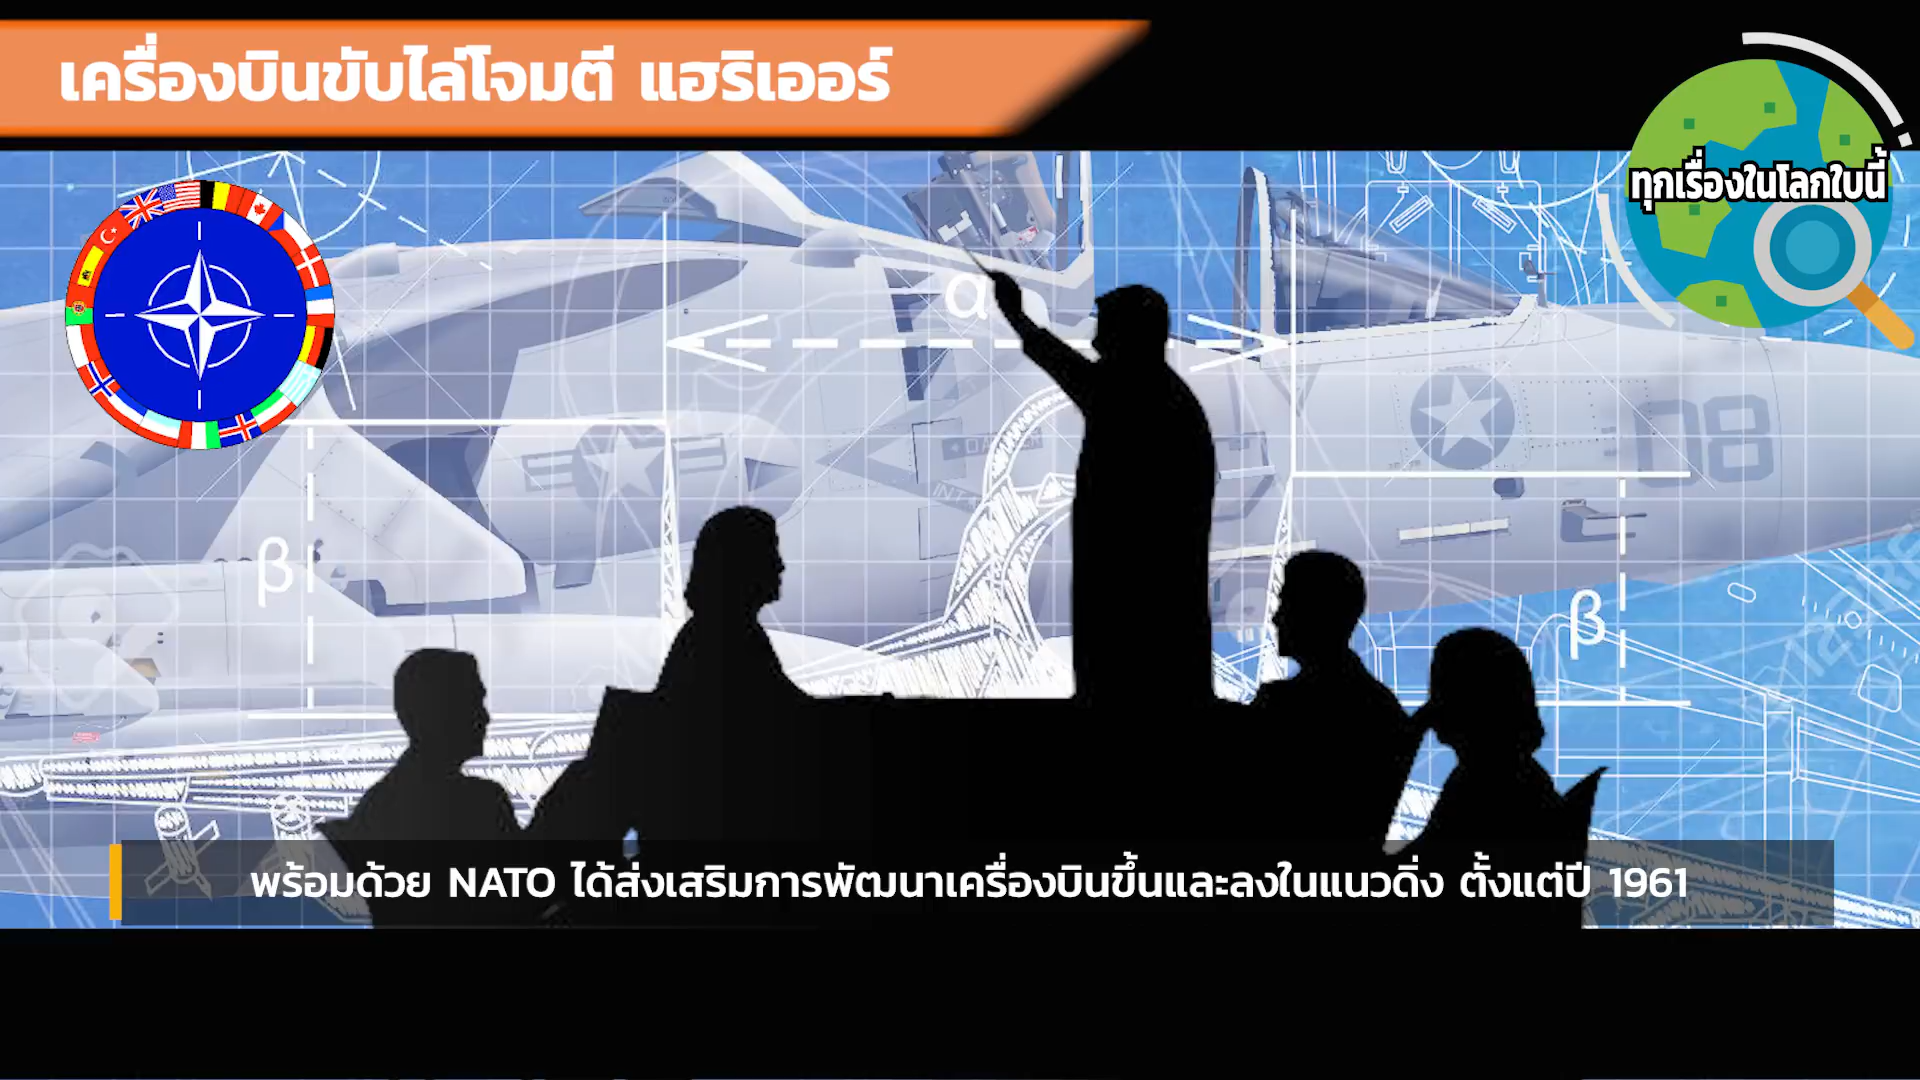 เครื่องบินขับไล่โจมตี แฮริเออร์
ทุกเรื่องในโลกใบนี้
α
08
β
β
พร้อมด้วย NATO ได้ส่งเสริมการพัฒนาเครื่องบินขึ้นและลงในแนวดิ่ง ตั้งแต่ปี 1961